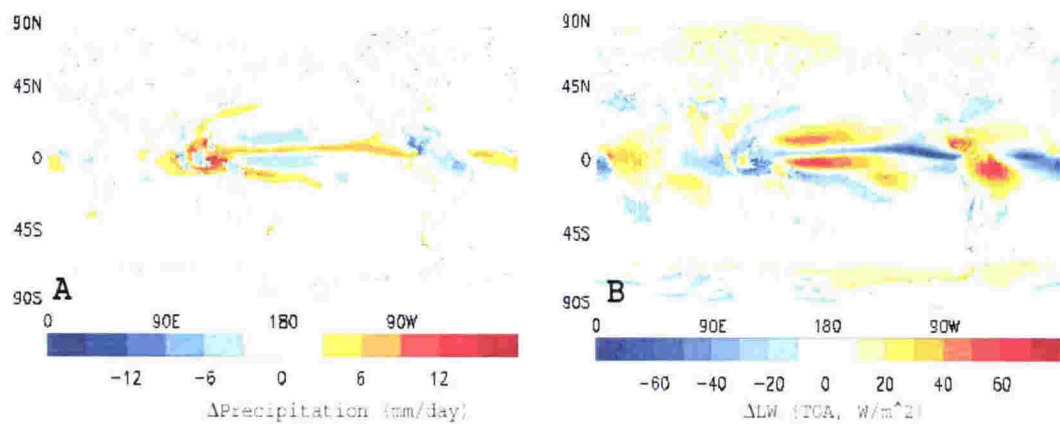 90N
45N
0
45S
90S
A
0 90E 180 90W
-12 -6 0 6 12
ΔPrecipitation (mm/day)
90N
45N
0
45S
90S
B
0 90E 180 90W
-60 -40 -20 0 20 40 60
ΔLW (TOA, W/m^2)